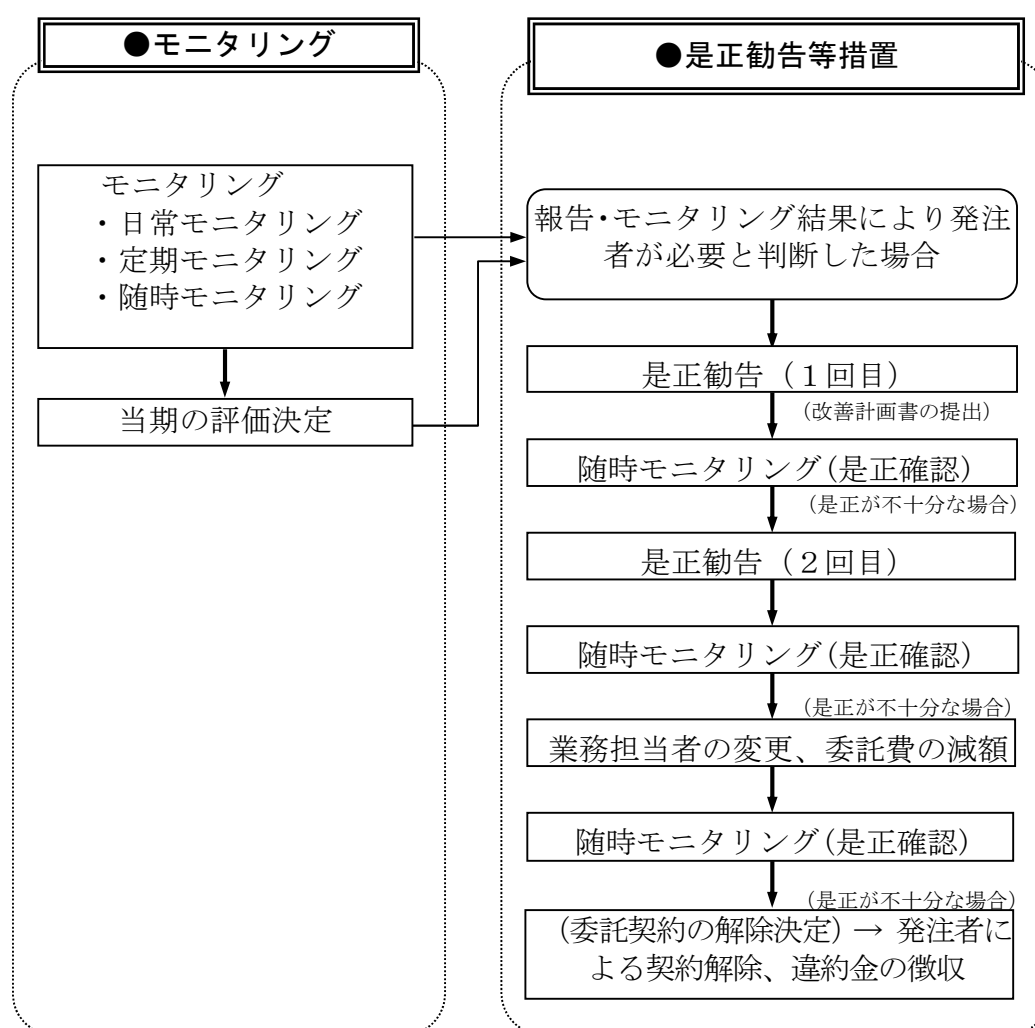 ●モニタリング
モニタリング
・日常モニタリング
・定期モニタリング
・随時モニタリング
当期の評価決定
●是正勧告等措置
報告・モニタリング結果により発注
者が必要と判断した場合
是正勧告（１回目）
（改善計画書の提出）
随時モニタリング（是正確認）
（是正が不十分な場合）
是正勧告（２回目）
随時モニタリング（是正確認）
（是正が不十分な場合）
業務担当者の変更、委託費の減額
随時モニタリング（是正確認）
（是正が不十分な場合）
（委託契約の解除決定）→ 発注者に
よる契約解除、違約金の徴収